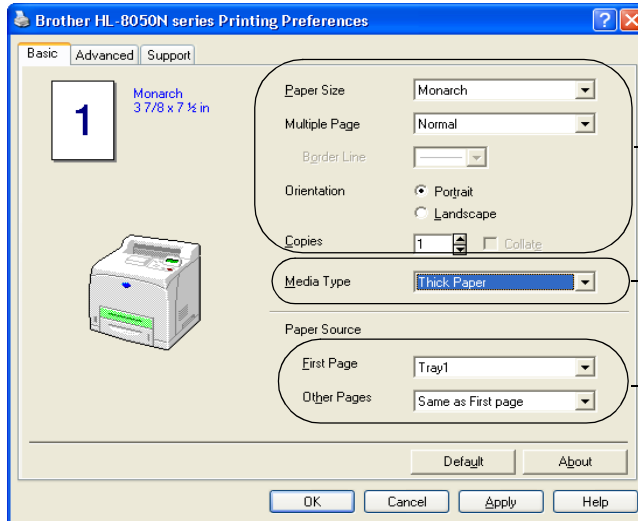 Brother HL-8050N series Printing Preferences
Basic Advanced Support
1
Monarch
3 7/8 x 7 ½ in
Paper Size Monarch
Multiple Page Normal
Border Line
Orientation Portrait
Landscape
Copies 1 Collate
Media Type Thick Paper
Paper Source
First Page Tray1
Other Pages Same as First page
Default About
OK Cancel Apply Help